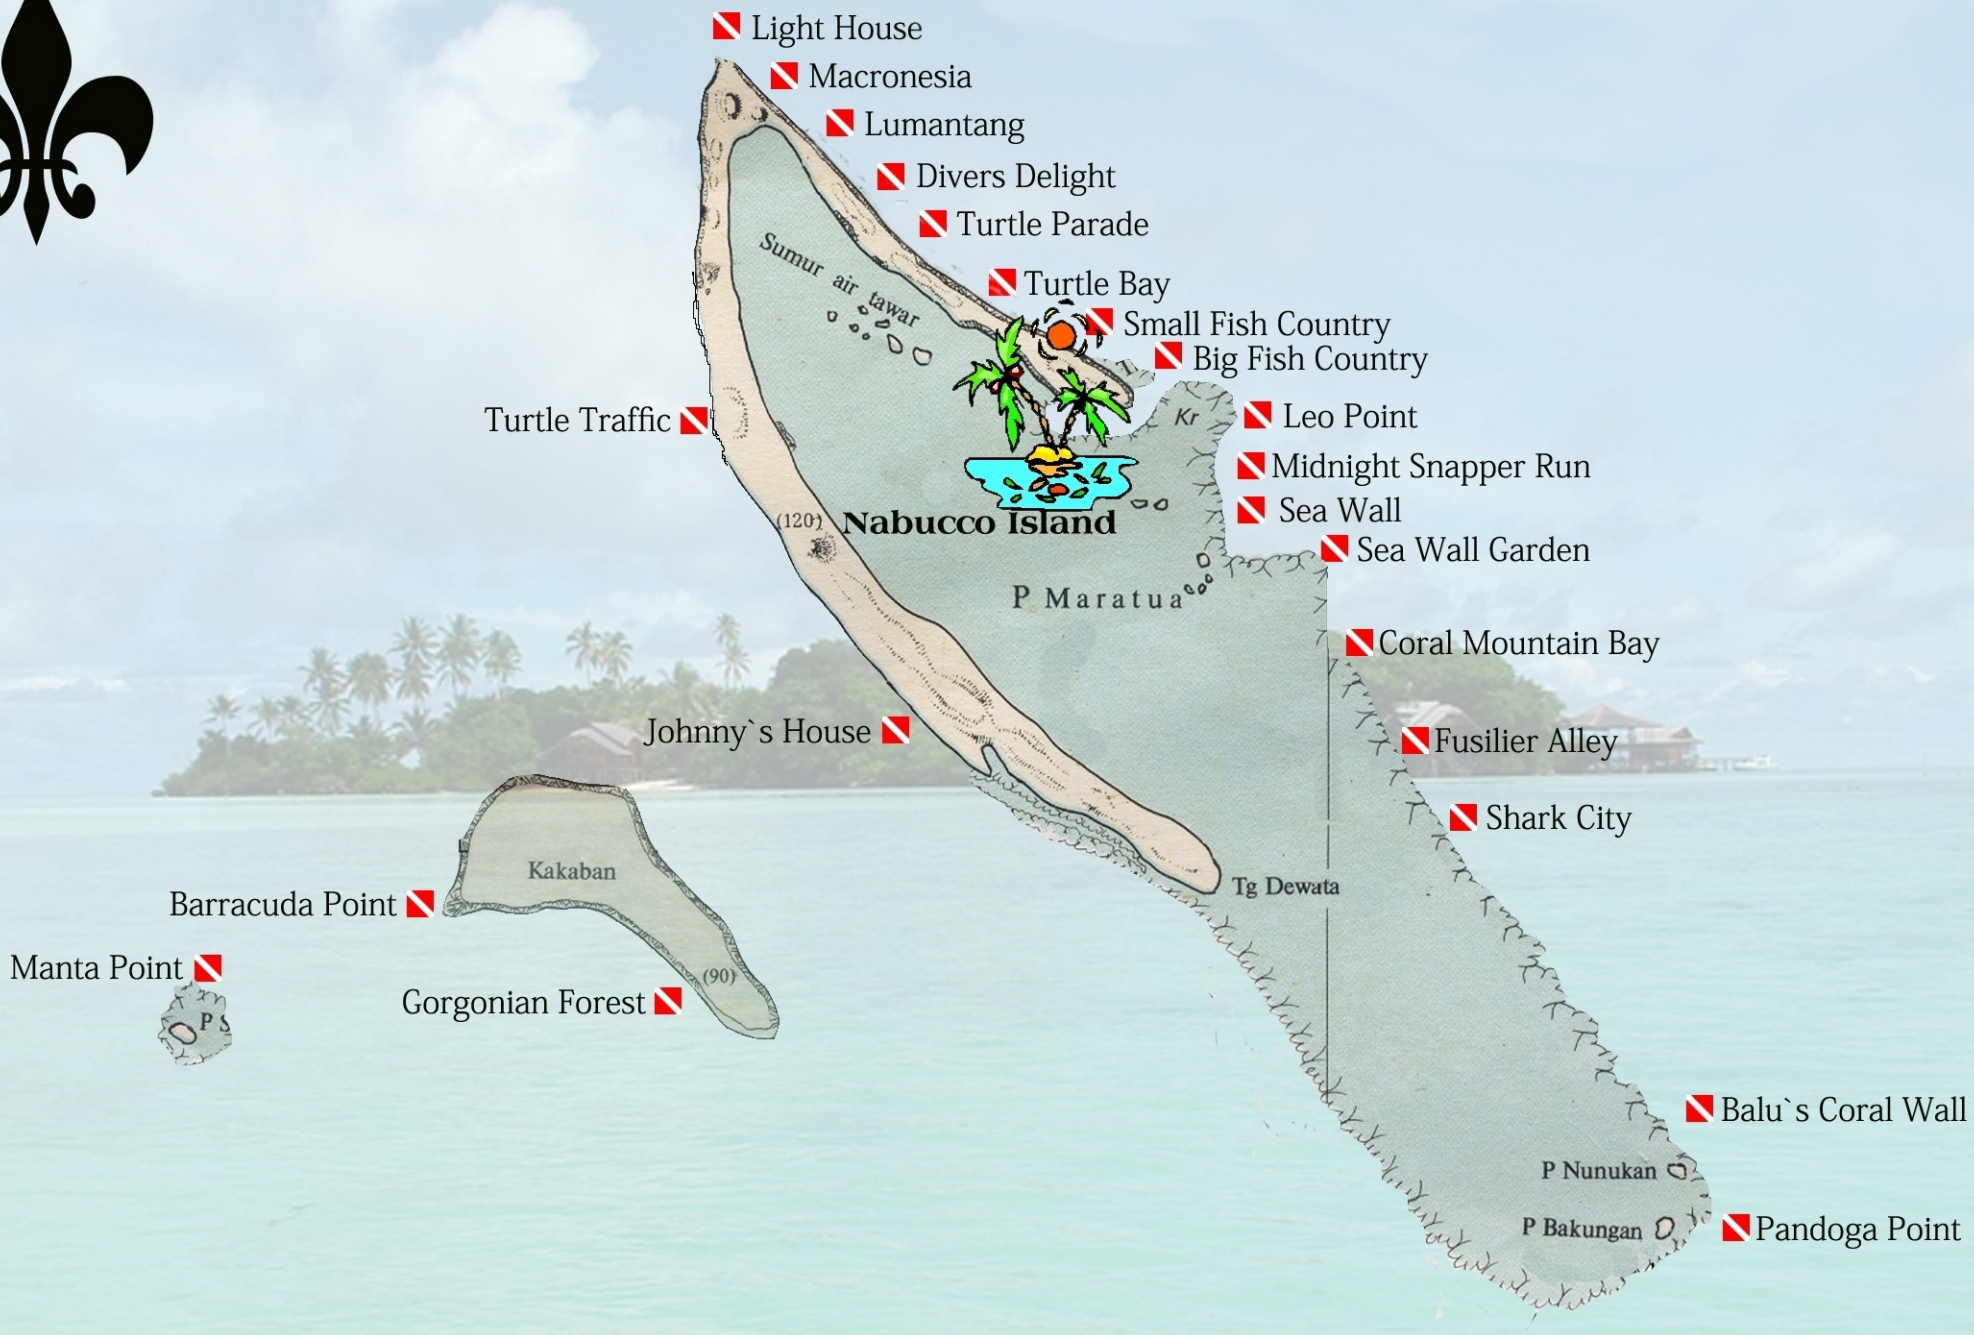 Light House
Macronesia
Lumantang
Divers Delight
Turtle Parade
Sumur air tawar
Turtle Bay
Small Fish Country
Big Fish Country
Turtle Traffic
Kr
Leo Point
Midnight Snapper Run
(120)
Nabucco Island
Sea Wall
Sea Wall Garden
P Maratua
Coral Mountain Bay
Johnny`s House
Fusilier Alley
Shark City
Kakaban
Tg Dewata
Barracuda Point
Manta Point
(90)
Gorgonian Forest
P S
Balu`s Coral Wall
P Nunukan
P Bakungan
Pandoga Point